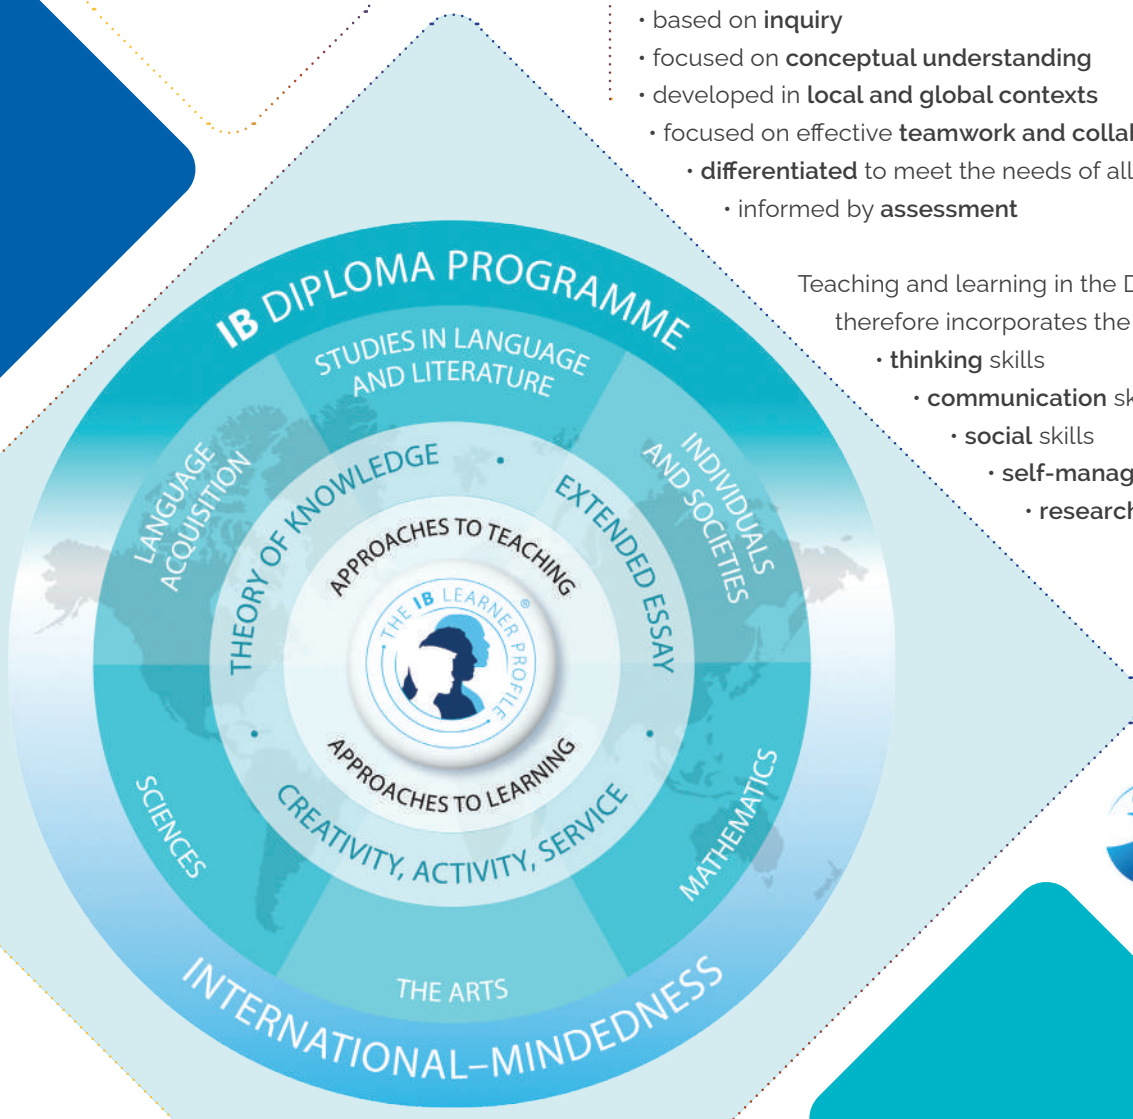 • based on inquiry
• focused on conceptual understanding
• developed in local and global contexts
• focused on effective teamwork and
• differentiated to meet the needs of all
• informed by assessment
Teaching and learning in the
therefore incorporates the
• thinking skills
• communication
• social skills
•
• research
IB DIPLOMA PROGRAMME
STUDIES IN LANGUAGE
AND LITERATURE
LANGUAGE
ACQUISITION
INDIVIDUALS
AND SOCIETIES
THEORY OF KNOWLEDGE
•
EXTENDED ESSAY
APPROACHES TO TEACHING
THE IB LEARNER PROFILE
®
APPROACHES TO LEARNING
•
CREATIVITY, ACTIVITY, SERVICE
•
SCIENCES
MATHEMATICS
THE ARTS
INTERNATIONAL–MINDEDNESS